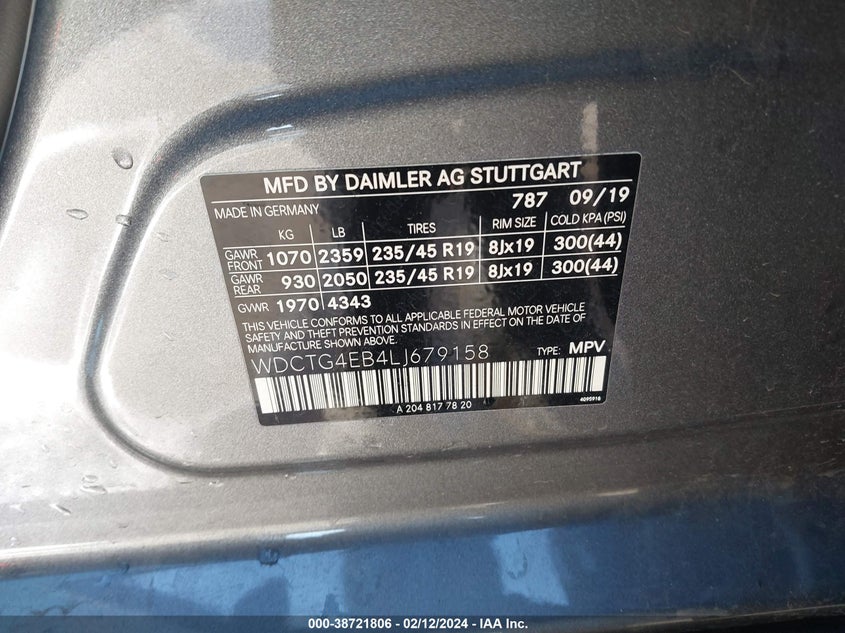 MFD BY DAIMLER AG STUTTGART
MADE IN GERMANY 787 09/19
KG LB TIRES RIM SIZE COLD KPA (PSI)
GAWR FRONT 1070 2359 235/45 R19 8Jx19 300(44)
GAWR REAR 930 2050 235/45 R19 8Jx19 300(44)
GVWR 1970 4343
THIS VEHICLE CONFORMS TO ALL APPLICABLE FEDERAL MOTOR VEHICLE
SAFETY AND THEFT PREVENTION STANDARDS IN EFFECT ON THE DATE OF
MANUFACTURE SHOWN ABOVE.
WDCTG4EB4LJ679158 TYPE: MPV
A 204 817 78 20 4095916
000-38721806 - 02/12/2024 - IAA Inc.